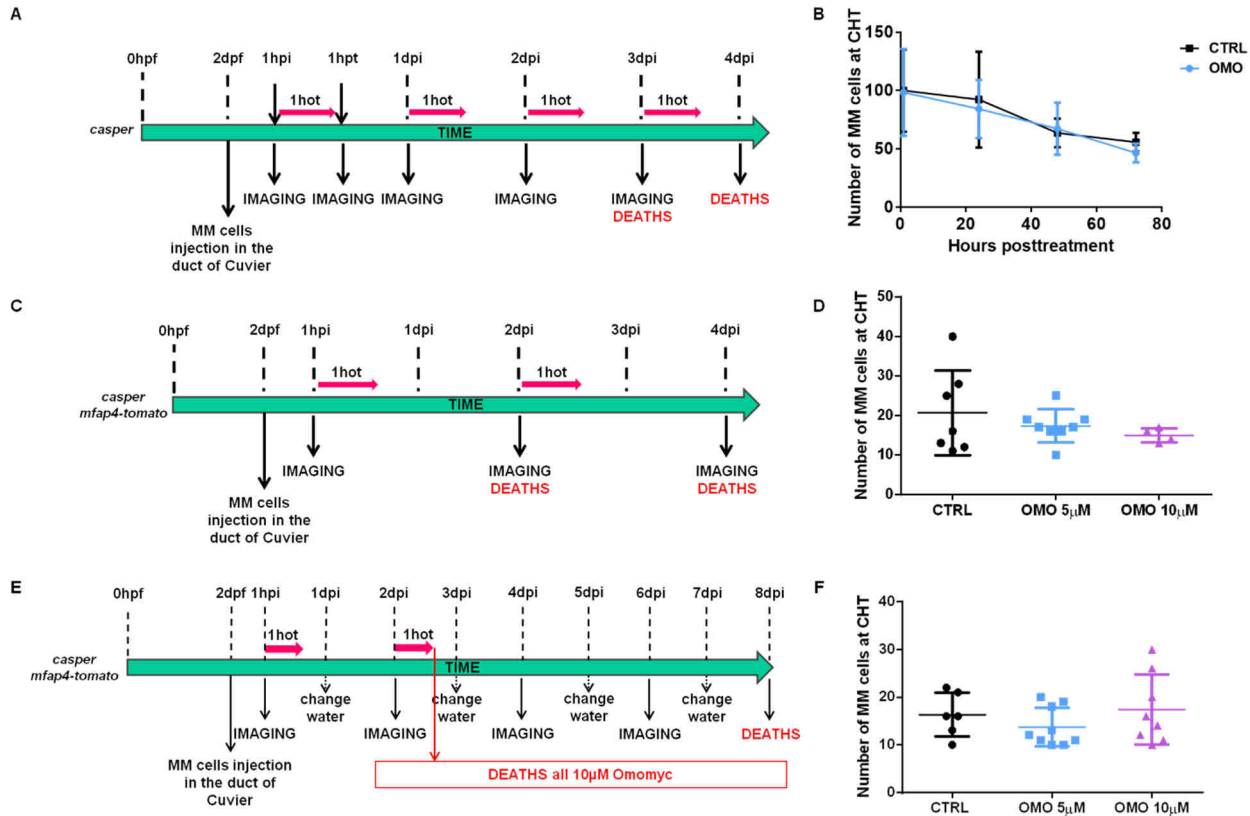 A
0hpf 2dpf 1hpi 1hpt 1dpi 2dpi 3dpi 4dpi
1hot 1hot 1hot 1hot
casper
TIME
IMAGING IMAGING IMAGING IMAGING IMAGING DEATHS
DEATHS
MM cells
injection in the
duct of Cuvier
B
Number of MM cells at CHT
150
100
50
0
0 20 40 60 80
Hours posttreatment
CTRL
OMO
C
0hpf 2dpf 1hpi 1dpi 2dpi 3dpi 4dpi
1hot 1hot
casper
mfap4-tomato
TIME
IMAGING IMAGING IMAGING
DEATHS DEATHS
MM cells
injection in the
duct of Cuvier
D
Number of MM cells at CHT
50
40
30
20
10
0
CTRL OMO 5µM OMO 10µM
E
0hpf 2dpf 1hpi 1dpi 2dpi 3dpi 4dpi 5dpi 6dpi 7dpi 8dpi
1hot 1hot
casper
mfap4-tomato
TIME
change change change change
water water water water
IMAGING IMAGING IMAGING IMAGING DEATHS
MM cells injection
in the duct of
Cuvier
DEATHS all 10µM Omomyc
F
Number of MM cells at CHT
40
30
20
10
0
CTRL OMO 5µM OMO 10µM